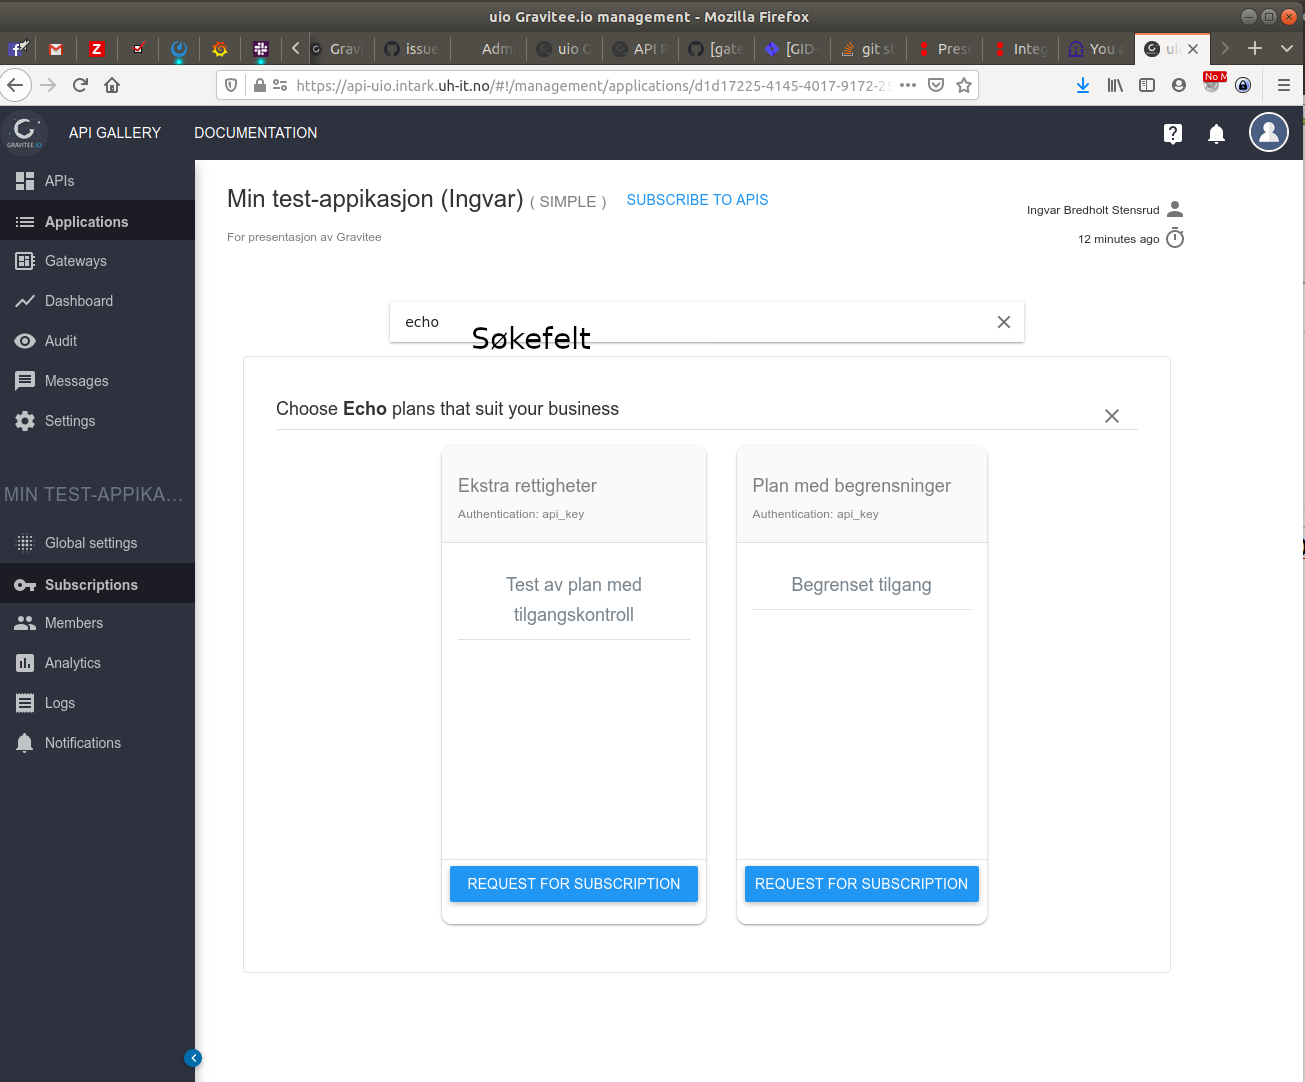 uio Gravitee.io management - Mozilla Firefox
Gravi
issue
Admi
uio G
API P
[gate
[GID-
git st
Prese
Integ
You a
uio
https://api-uio.intark.uh-it.no/#!/management/applications/d1d17225-4145-4017-9172-25
No M
GRAVITEE.IO
API GALLERY
DOCUMENTATION
APIs
Applications
Gateways
Dashboard
Audit
Messages
Settings
MIN TEST-APPIKA...
Global settings
Subscriptions
Members
Analytics
Logs
Notifications
Min test-appikasjon (Ingvar) ( SIMPLE ) SUBSCRIBE TO APIS
For presentasjon av Gravitee
Ingvar Bredholt Stensrud
12 minutes ago
echo
Søkefelt
Choose Echo plans that suit your business
Ekstra rettigheter
Authentication: api_key
Test av plan med
tilgangskontroll
REQUEST FOR SUBSCRIPTION
Plan med begrensninger
Authentication: api_key
Begrenset tilgang
REQUEST FOR SUBSCRIPTION